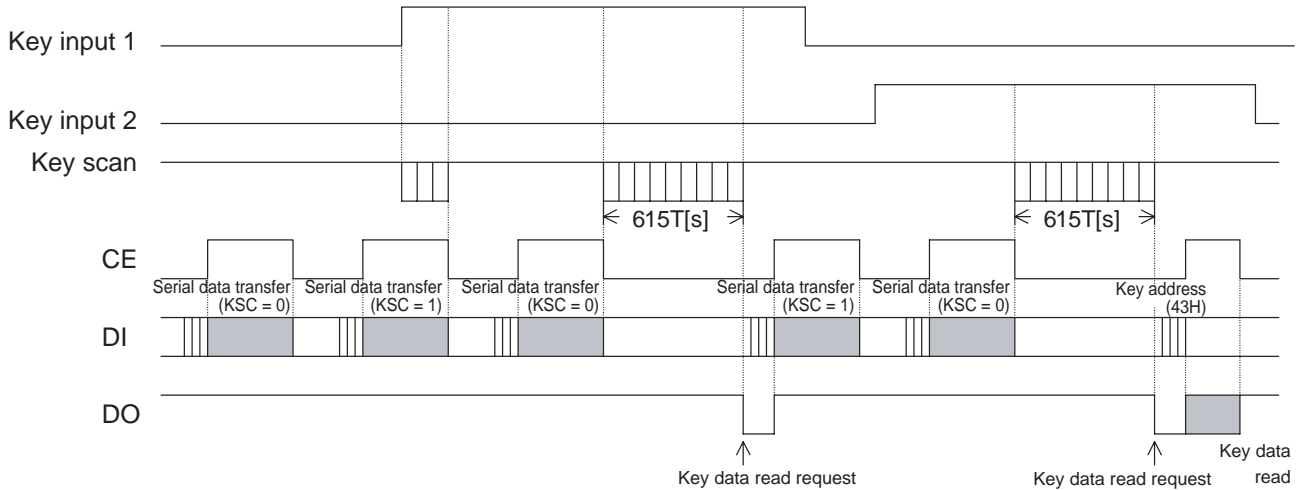 Key input 1
Key input 2
Key scan
615T[s]
615T[s]
CE
Serial data transfer
(KSC = 0)
Serial data transfer
(KSC = 1)
Serial data transfer
(KSC = 0)
Serial data transfer
(KSC = 1)
Serial data transfer
(KSC = 0)
Key address
(43H)
DI
DO
Key data read request
Key data read request
Key data
read